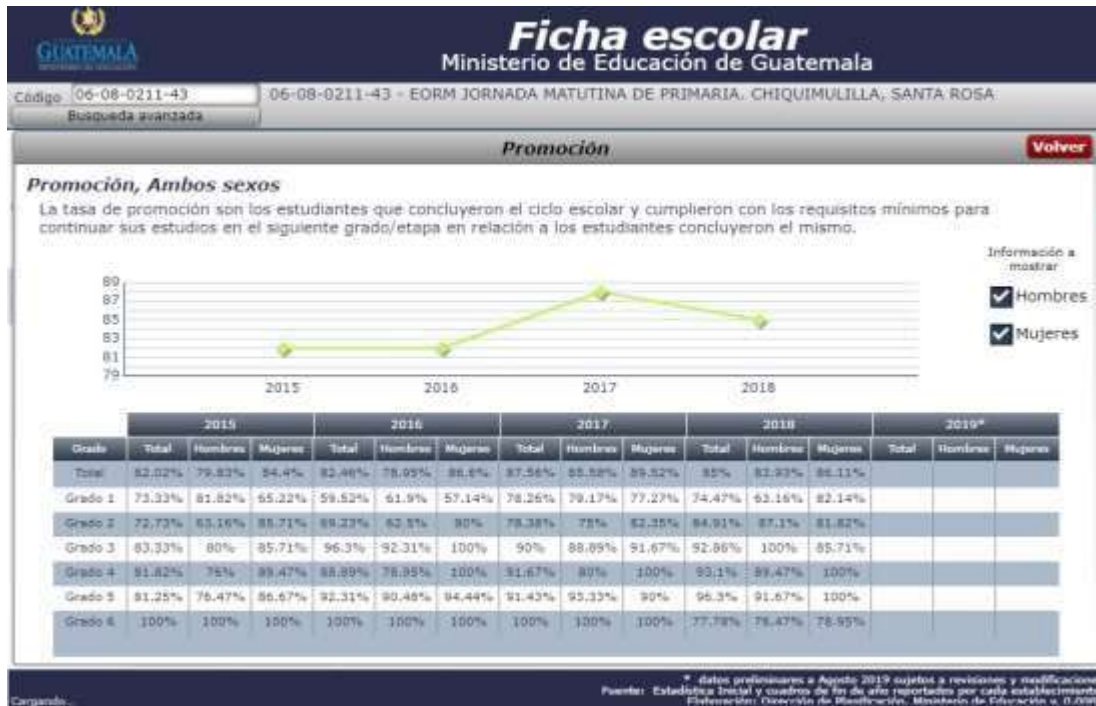 GUATEMALA
Ficha escolar
Ministerio de Educación de Guatemala
Código 06-08-0211-43 06-08-0211-43 - EORM JORNADA MATUTINA DE PRIMARIA. CHIQUIMULILLA, SANTA ROSA
Busqueda avanzada
Promoción Volver
Promoción, Ambos sexos
La tasa de promoción son los estudiantes que concluyeron el ciclo escolar y cumplieron con los requisitos mínimos para
continuar sus estudios en el siguiente grado/etapa en relación a los estudiantes concluyeron el mismo.
Información a
mostrar
Hombres
Mujeres
89
87
85
83
81
79
2015 2016 2017 2018
2015 2016 2017 2018 2019*
Grado Total Hombres Mujeres Total Hombres Mujeres Total Hombres Mujeres Total Hombres Mujeres Total Hombres Mujeres
Total 82.02% 79.83% 84.4% 82.46% 78.95% 86.6% 87.56% 85.58% 89.52% 85% 83.93% 86.11%
Grado 1 73.33% 81.82% 65.22% 59.52% 61.9% 57.14% 78.26% 79.17% 77.27% 74.47% 63.16% 82.14%
Grado 2 72.73% 63.16% 85.71% 69.23% 62.5% 80% 78.38% 75% 82.35% 84.91% 87.1% 81.82%
Grado 3 83.33% 80% 85.71% 96.3% 92.31% 100% 90% 88.89% 91.67% 92.86% 100% 85.71%
Grado 4 81.82% 76% 89.47% 88.89% 78.95% 100% 91.67% 80% 100% 93.1% 89.47% 100%
Grado 5 81.25% 76.47% 86.67% 92.31% 90.48% 94.44% 91.43% 93.33% 90% 96.3% 91.67% 100%
Grado 6 100% 100% 100% 100% 100% 100% 100% 100% 100% 77.78% 76.47% 78.95%
* datos preliminares a Agosto 2019 sujetos a revisiones y modificacione
Fuente: Estadística Inicial y cuadros de fin de año reportados por cada establecimient
Elaboración: Dirección de Planificación. Ministerio de Educación
Cargando...